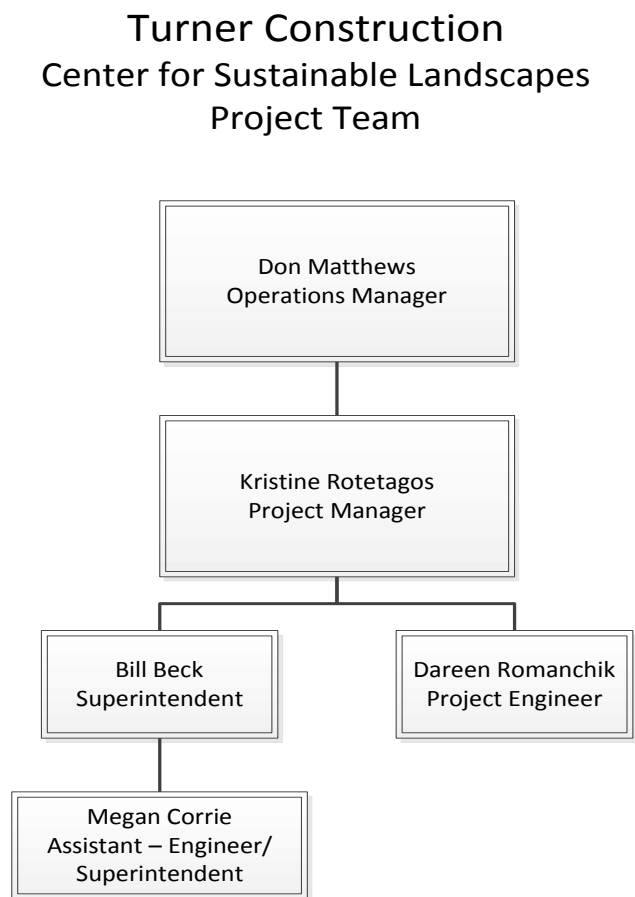 Turner Construction
Center for Sustainable Landscapes
Project Team
Don Matthews
Operations Manager
Kristine Rotetagos
Project Manager
Bill Beck
Superintendent
Dareen Romanchik
Project Engineer
Megan Corrie
Assistant – Engineer/
Superintendent